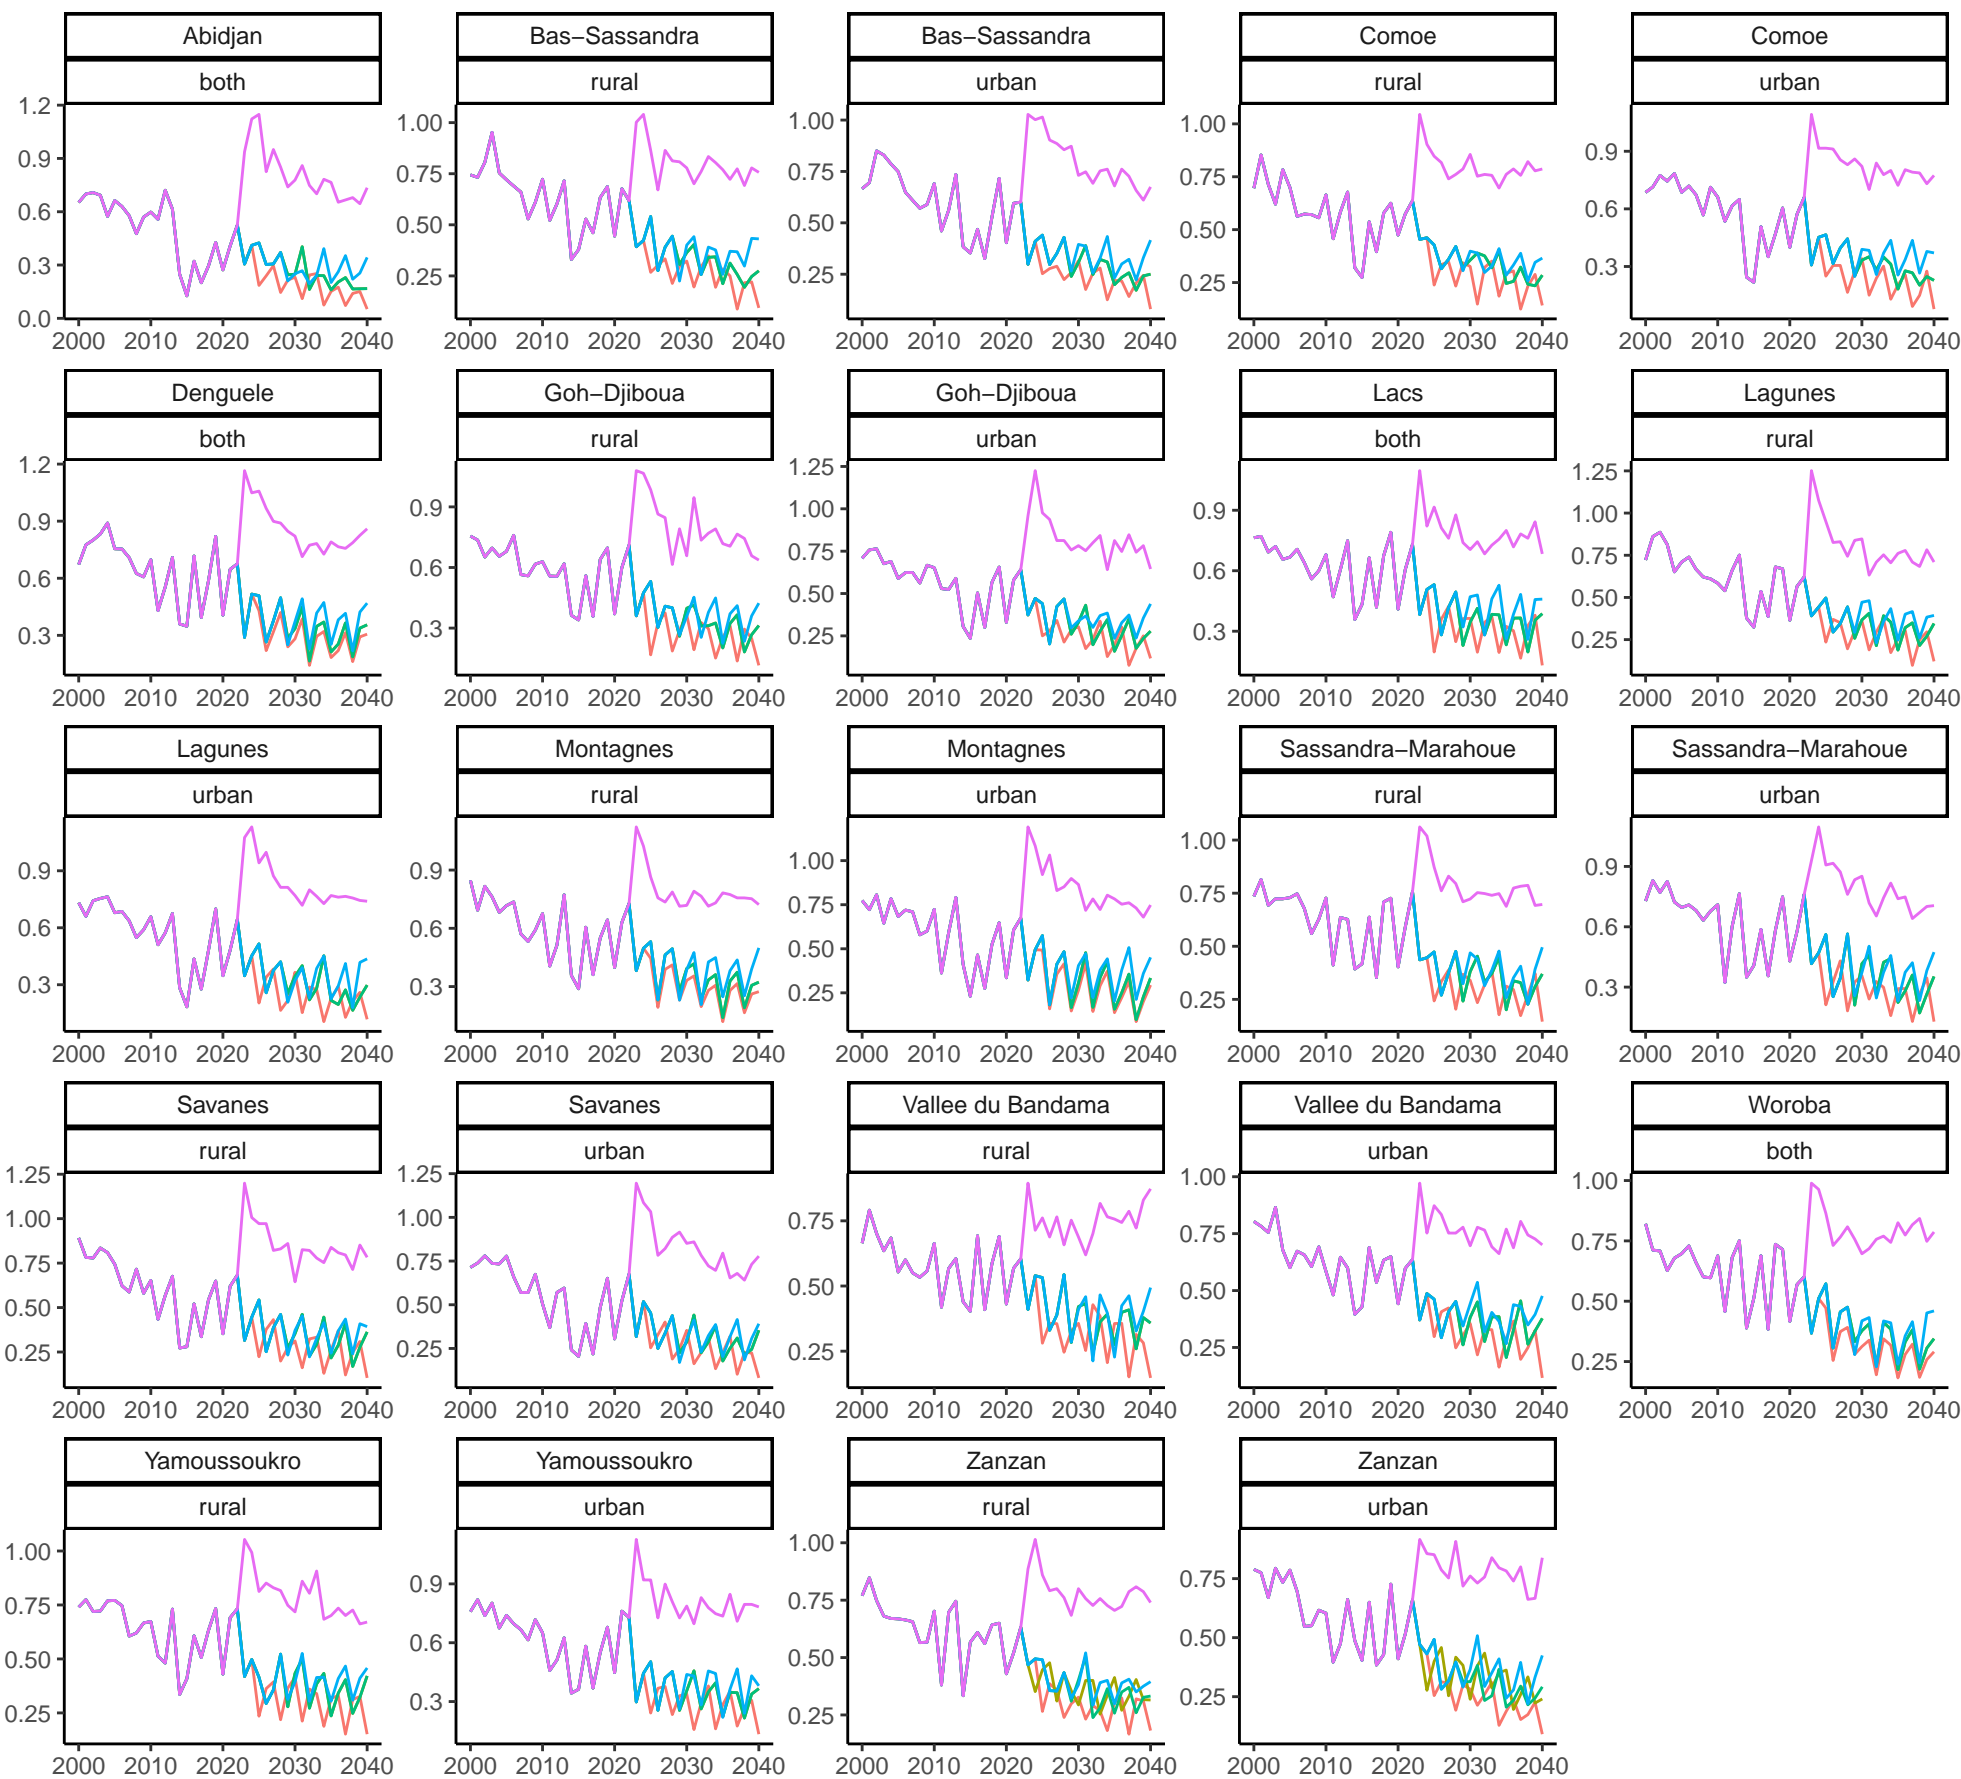 Abidjan Bas−Sassandra Bas−Sassandra Comoe Comoe
both rural urban rural urban
1.2 0.9 0.6 0.3 0.0
1.00 0.75 0.50 0.25
1.00 0.75 0.50 0.25
1.00 0.75 0.50 0.25
0.9 0.6 0.3
2000 2010 2020 2030 2040 2000 2010 2020 2030 2040 2000 2010 2020 2030 2040 2000 2010 2020 2030 2040 2000 2010 2020 2030 2040
Denguele Goh−Djiboua Goh−Djiboua Lacs Lagunes
both rural urban both rural
1.2 0.9 0.6 0.3
0.9 0.6 0.3
1.25 1.00 0.75 0.50 0.25
0.9 0.6 0.3
1.25 1.00 0.75 0.50 0.25
2000 2010 2020 2030 2040 2000 2010 2020 2030 2040 2000 2010 2020 2030 2040 2000 2010 2020 2030 2040 2000 2010 2020 2030 2040
Lagunes Montagnes Montagnes Sassandra−Marahoue Sassandra−Marahoue
urban rural urban rural urban
0.9 0.6 0.3
0.9 0.6 0.3
1.00 0.75 0.50 0.25
1.00 0.75 0.50 0.25
0.9 0.6 0.3
2000 2010 2020 2030 2040 2000 2010 2020 2030 2040 2000 2010 2020 2030 2040 2000 2010 2020 2030 2040 2000 2010 2020 2030 2040
Savanes Savanes Vallee du Bandama Vallee du Bandama Woroba
rural urban rural urban both
1.25 1.00 0.75 0.50 0.25
1.25 1.00 0.75 0.50 0.25
0.75 0.50 0.25
1.00 0.75 0.50 0.25
1.00 0.75 0.50 0.25
2000 2010 2020 2030 2040 2000 2010 2020 2030 2040 2000 2010 2020 2030 2040 2000 2010 2020 2030 2040 2000 2010 2020 2030 2040
Yamoussoukro Yamoussoukro Zanzan Zanzan
rural urban rural urban
1.00 0.75 0.50 0.25
0.9 0.6 0.3
1.00 0.75 0.50 0.25
0.75 0.50 0.25
2000 2010 2020 2030 2040 2000 2010 2020 2030 2040 2000 2010 2020 2030 2040 2000 2010 2020 2030 2040